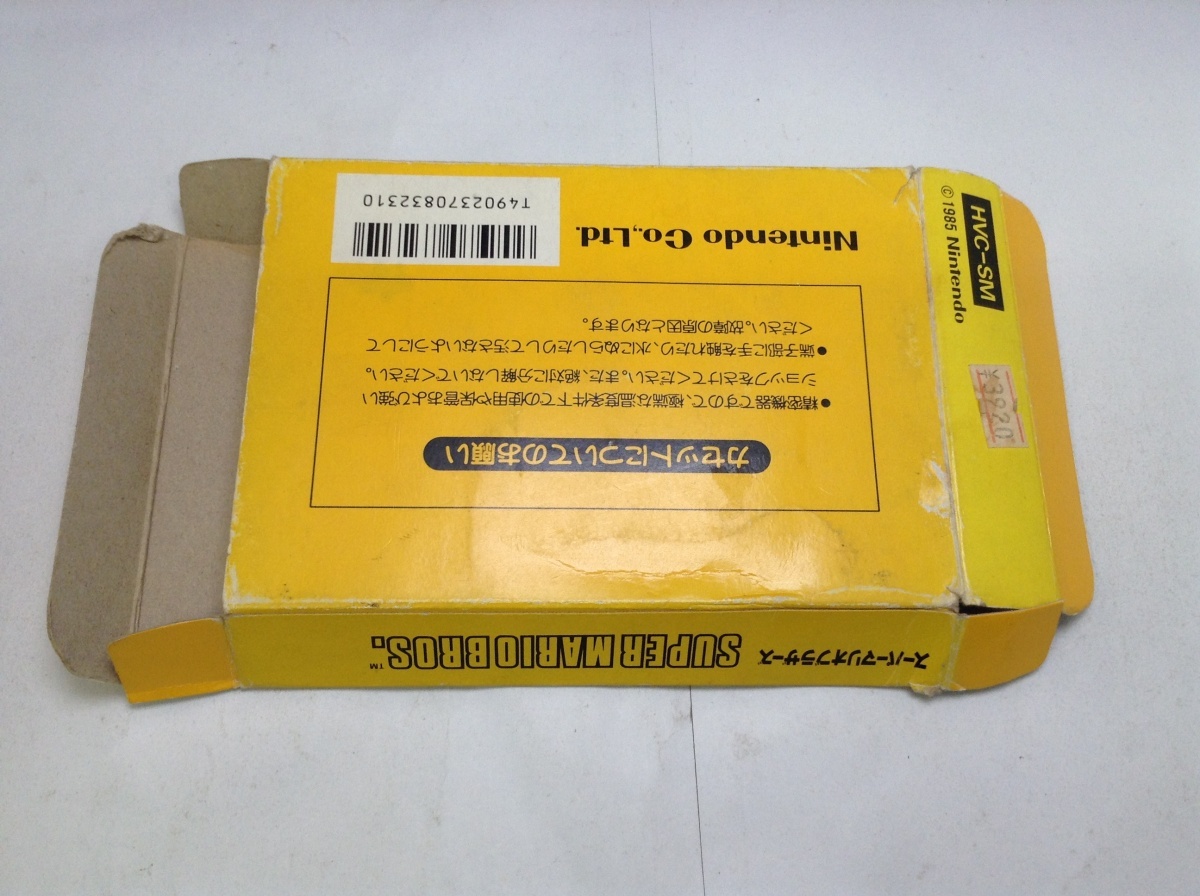 スーパーマリオブラザーズ
SUPER MARIO BROS.™
カセットについてのお願い
●精密機器ですので、極端な温度条件下での使用や保管および強い
ショックをさけてください。また、絶対に分解しないでください。
●端子部に手を触れたり、水にぬらしたりして汚さないようにして
ください。故障の原因となります。
Nintendo Co.,Ltd.
T4902370832310
HVC-SM
© 1985 Nintendo
¥3920